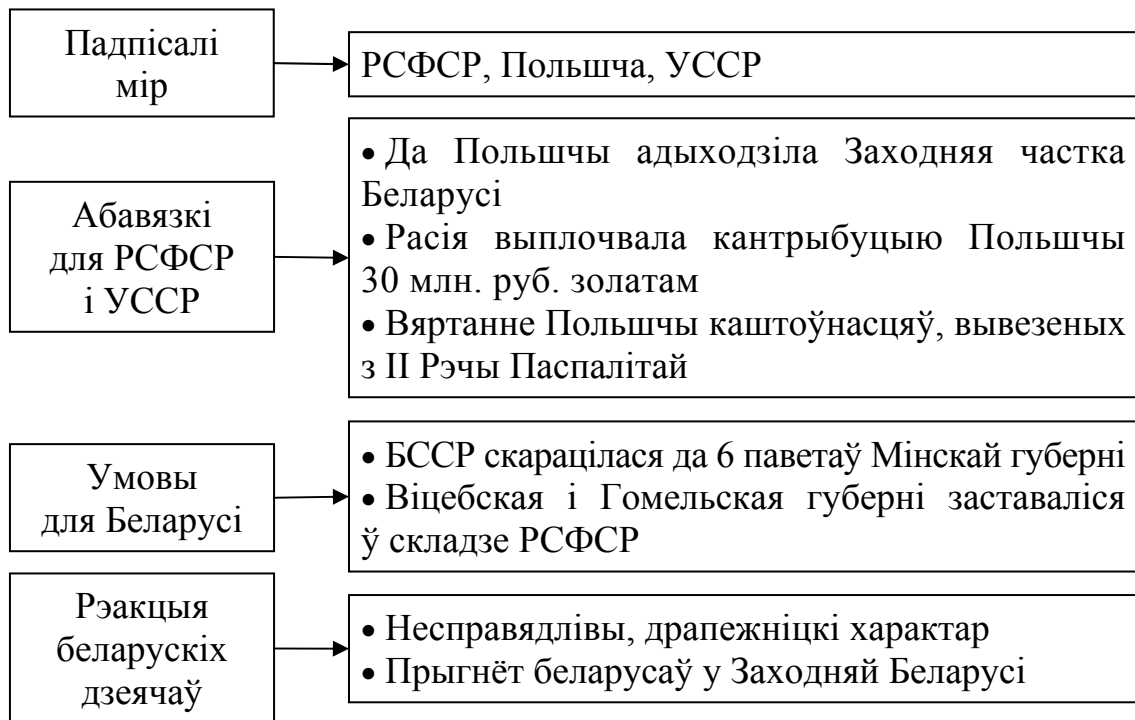 Падпісалі
мір
РСФСР, Польшча, УССР
Абавязкі
для РСФСР
і УССР
• Да Польшчы адыходзіла Заходняя частка
Беларусі
• Расія выплочвала кантрыбуцыю Польшчы
30 млн. руб. золатам
• Вяртанне Польшчы каштоўнасцяў, вывезеных
з II Рэчы Паспалітай
Умовы
для Беларусі
• БССР скарацілася да 6 паветаў Мінскай губерні
• Віцебская і Гомельская губерні заставаліся
ў складзе РСФСР
Рэакцыя
беларускіх
дзеячаў
• Несправядлівы, драпежніцкі характар
• Прыгнёт беларусаў у Заходняй Беларусі